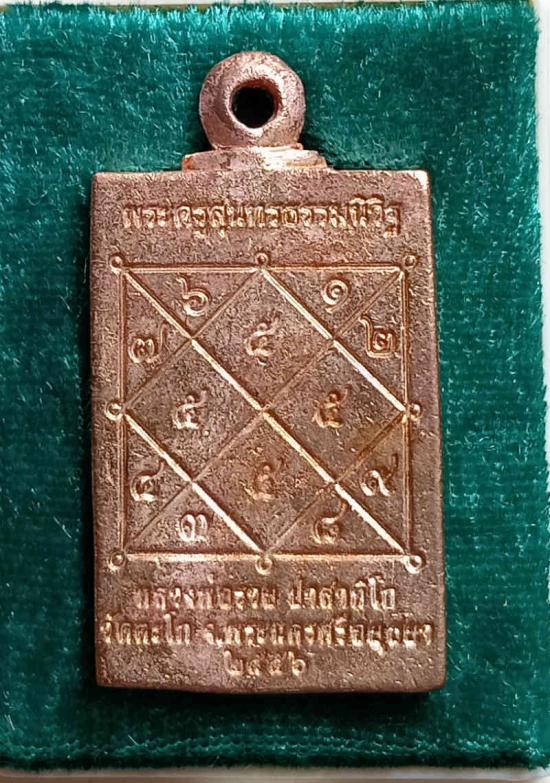 พระครูสุนทรธรรมนิวิฐ
๖ ๑
๗ ๕ ๒
๕ ๕
๔ ๕ ๙
๓ ๘
หลวงพ่อรวย ปาสาทิโก
วัดตะโก จ.พระนครศรีอยุธยา
๒๕๕๖